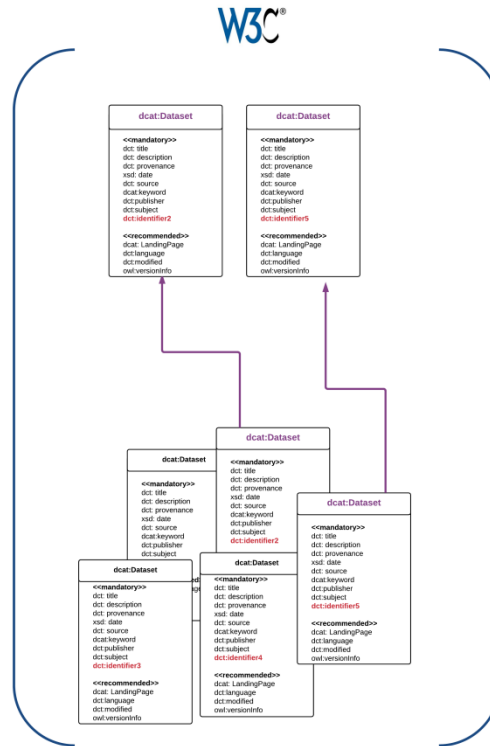 W3C®
dcat:Dataset
<<mandatory>>
dct: title
dct: description
dct: provenance
xsd: date
dct: source
dcat:keyword
dct:publisher
dct:subject
dct:identifier2
<<recommended>>
dcat: LandingPage
dct:language
dct:modified
owl:versionInfo
dcat:Dataset
<<mandatory>>
dct: title
dct: description
dct: provenance
xsd: date
dct: source
dcat:keyword
dct:publisher
dct:subject
dct:identifier5
<<recommended>>
dcat: LandingPage
dct:language
dct:modified
owl:versionInfo
dcat:Dataset
<<mandatory>>
dct: title
dct: description
dct: provenance
xsd: date
dct: source
dcat:keyword
dct:publisher
dct:subject
dcat:Dataset
<<mandatory>>
dct: title
dct: description
dct: provenance
xsd: date
dct: source
dcat:keyword
dct:publisher
dct:subject
dct:identifier2
dcat:Dataset
<<mandatory>>
dct: title
dct: description
dct: provenance
xsd: date
dct: source
dcat:keyword
dct:publisher
dct:subject
dct:identifier5
<<recommended>>
dcat: LandingPage
dct:language
dct:modified
owl:versionInfo
dcat:Dataset
<<mandatory>>
dct: title
dct: description
dct: provenance
xsd: date
dct: source
dcat:keyword
dct:publisher
dct:subject
dct:identifier3
<<recommended>>
dcat: LandingPage
dct:language
dct:modified
owl:versionInfo
dcat:Dataset
<<mandatory>>
dct: title
dct: description
dct: provenance
xsd: date
dct: source
dcat:keyword
dct:publisher
dct:subject
dct:identifier4
<<recommended>>
dcat: LandingPage
dct:language
dct:modified
owl:versionInfo